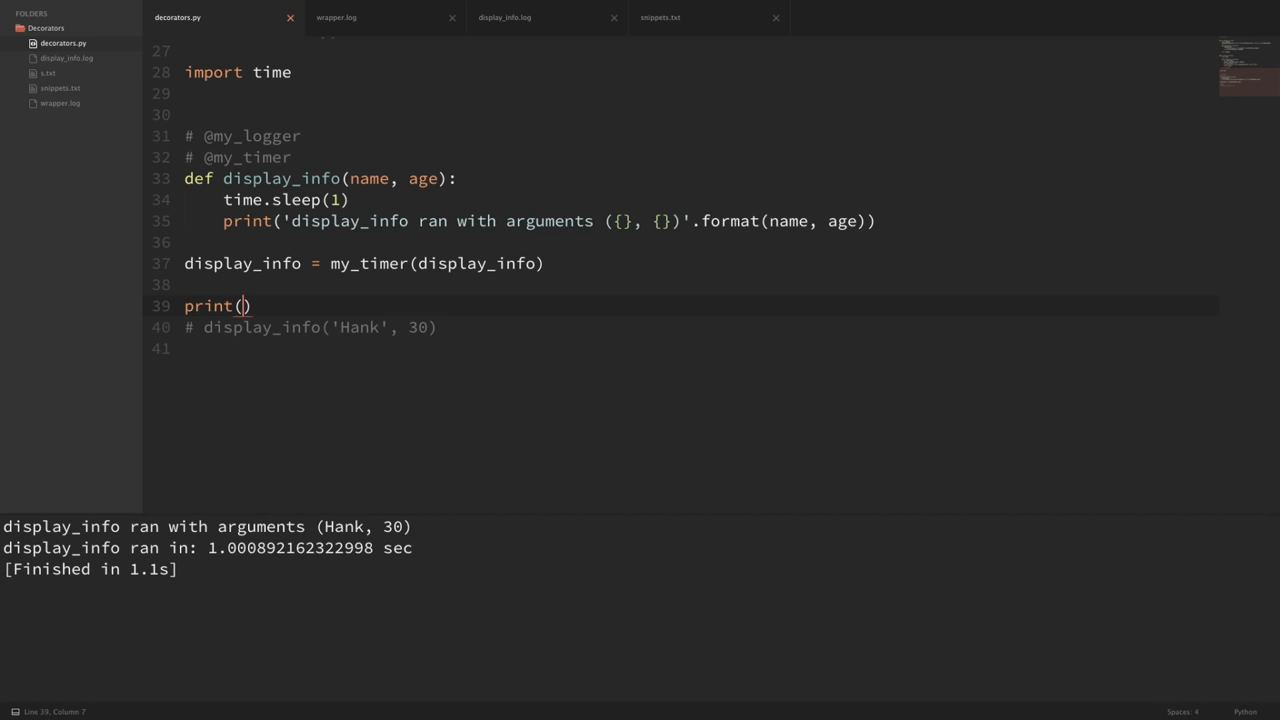 FOLDERS
Decorators
decorators.py
display_info.log
s.txt
snippets.txt
wrapper.log
decorators.py
wrapper.log
display_info.log
snippets.txt
27
28 import time
29
30
31 # @my_logger
32 # @my_timer
33 def display_info(name, age):
34 time.sleep(1)
35 print('display_info ran with arguments ({}, {})'.format(name, age))
36
37 display_info = my_timer(display_info)
38
39 print()
40 # display_info('Hank', 30)
41
display_info ran with arguments (Hank, 30)
display_info ran in: 1.000892162322998 sec
[Finished in 1.1s]
Line 39, Column 7
Spaces: 4
Python